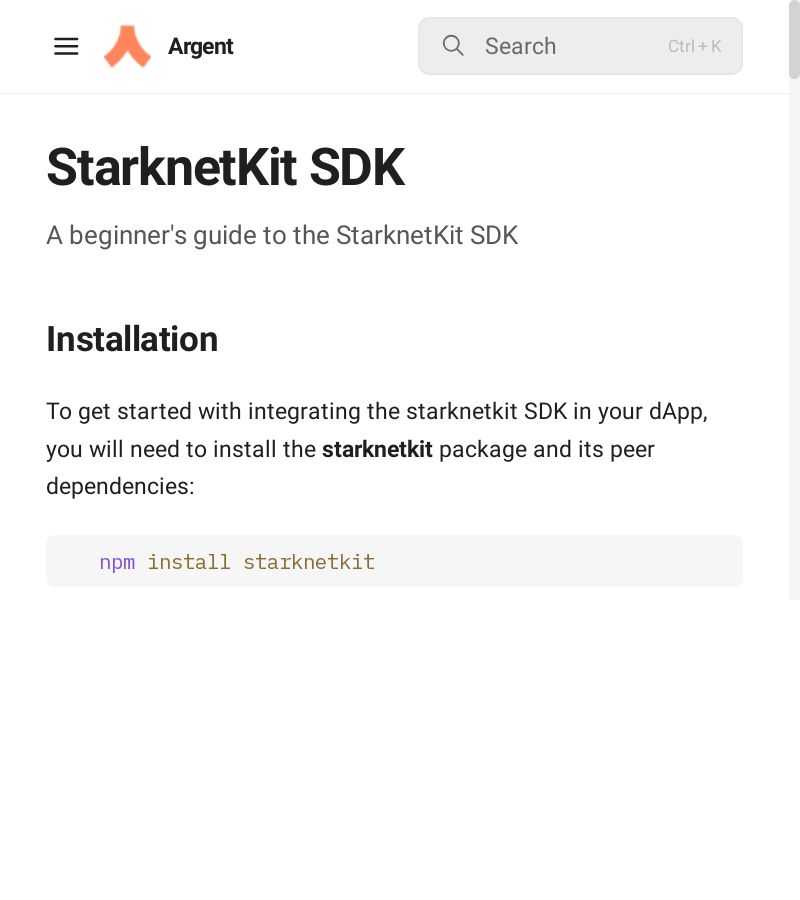 Argent
Search
Ctrl + K
StarknetKit SDK
A beginner's guide to the StarknetKit SDK
Installation
To get started with integrating the starknetkit SDK in your dApp,
you will need to install the starknetkit package and its peer
dependencies:
npm install starknetkit